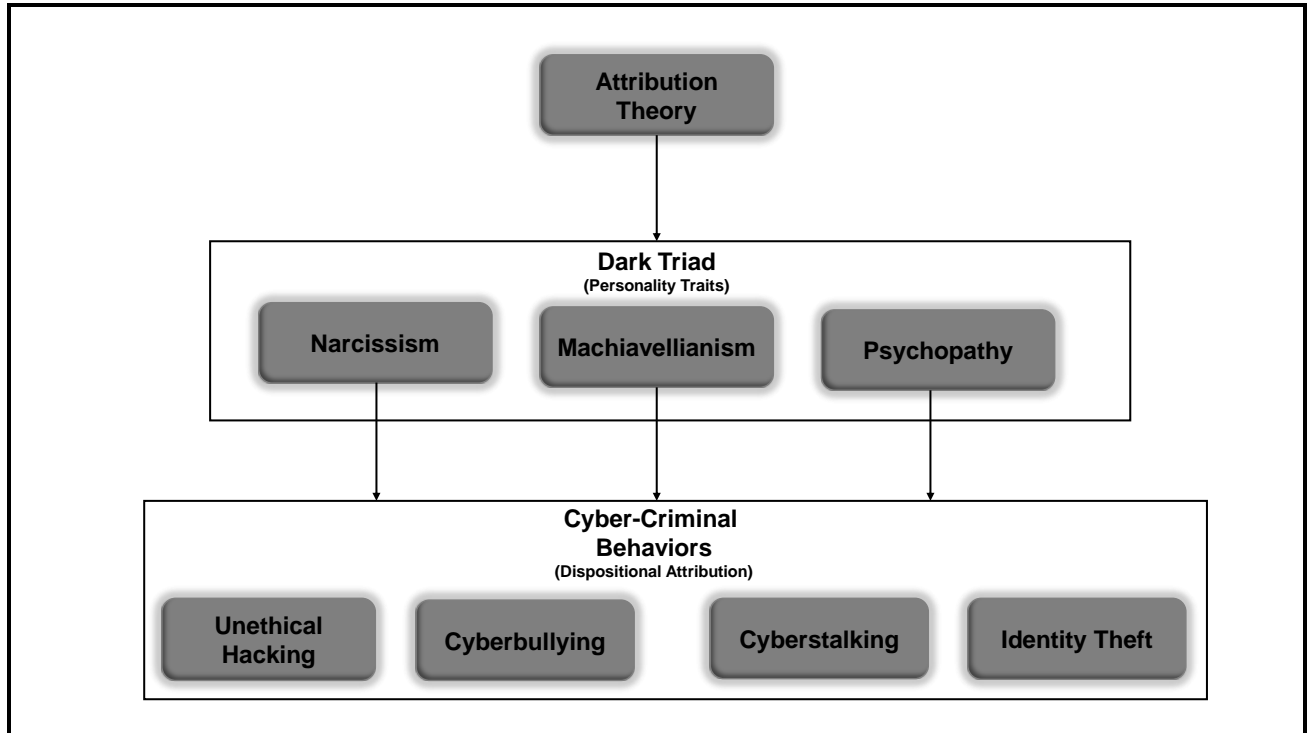 Attribution
Theory
Dark Triad
(Personality Traits)
Narcissism
Machiavellianism
Psychopathy
Cyber-Criminal
Behaviors
(Dispositional Attribution)
Unethical
Hacking
Cyberbullying
Cyberstalking
Identity Theft